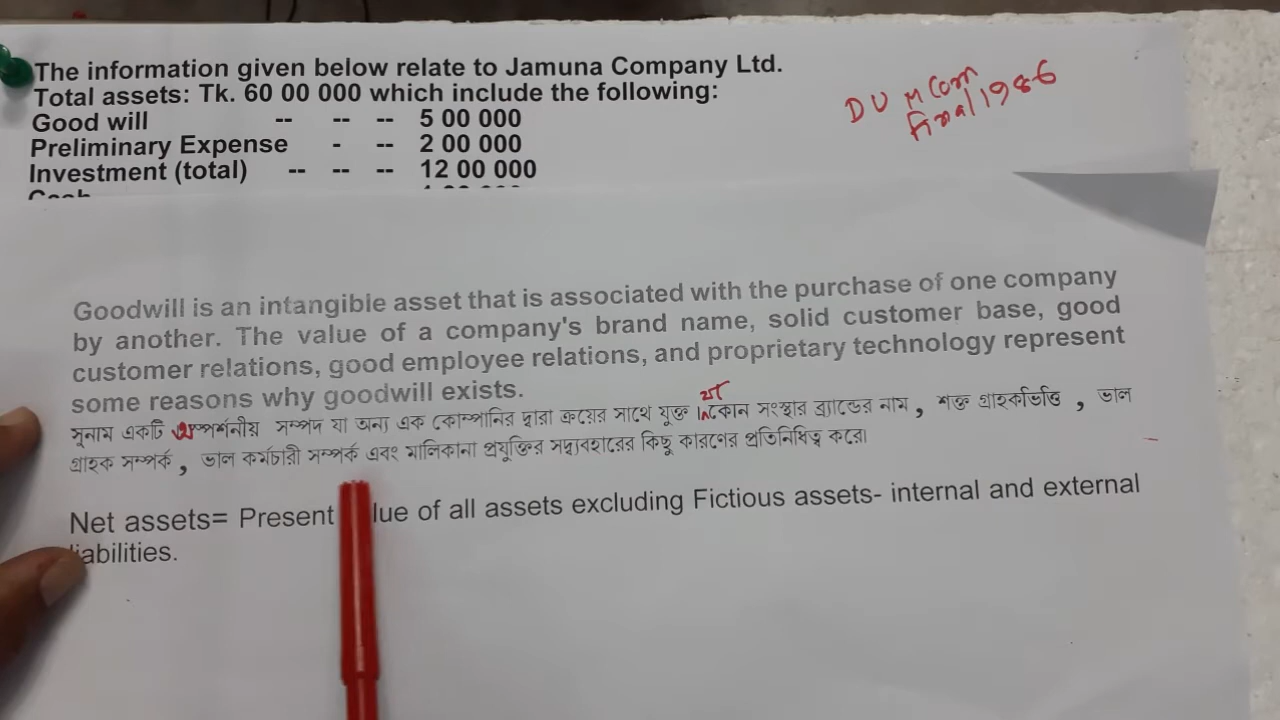 The information given below relate to Jamuna Company Ltd.
Total assets: Tk. 60 00 000 which include the following:
Good will -- -- -- 5 00 000
Preliminary Expense - -- 2 00 000
Investment (total) -- -- -- 12 00 000
DU M Com
Final 1986
Goodwill is an intangible asset that is associated with the purchase of one company
by another. The value of a company's brand name, solid customer base, good
customer relations, good employee relations, and proprietary technology represent
some reasons why goodwill exists.
যা
সুনাম একটি অস্পর্শনীয় সম্পদ যা অন্য এক কোম্পানির দ্বারা ক্রয়ের সাথে যুক্ত কোন সংস্থার ব্র্যান্ডের নাম , শক্ত গ্রাহকভিত্তি , ভাল
গ্রাহক সম্পর্ক , ভাল কর্মচারী সম্পর্ক এবং মালিকানা প্রযুক্তির সদ্ব্যবহারের কিছু কারণের প্রতিনিধিত্ব করে।
Net assets= Present lue of all assets excluding Fictious assets- internal and external
iabilities.